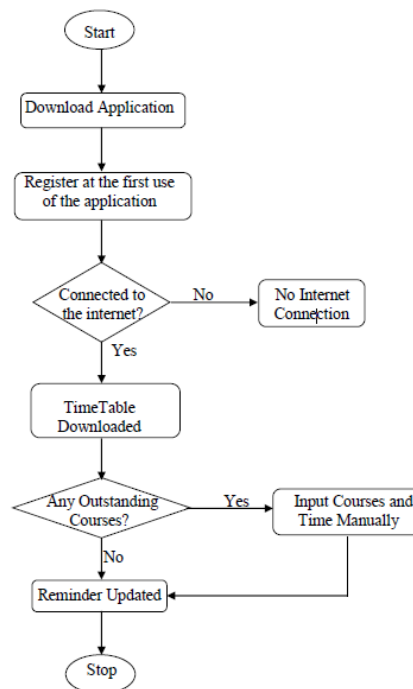 Start
Download Application
Register at the first use
of the application
Connected to
the internet?
No
No Internet
Connection
Yes
TimeTable
Downloaded
Any Outstanding
Courses?
Yes
Input Courses and
Time Manually
No
Reminder Updated
Stop